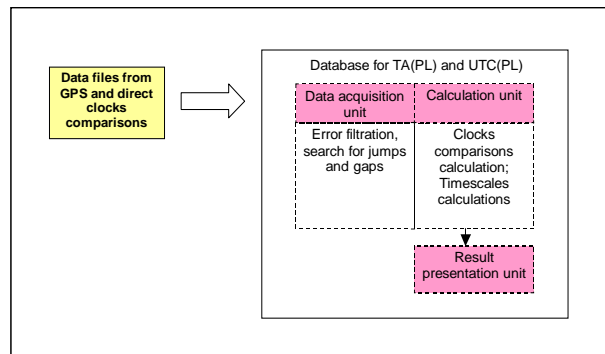 Database for TA(PL) and UTC(PL)
Data files from
GPS and direct
clocks
comparisons
Data acquisition
unit
Error filtration,
search for jumps
and gaps
Calculation unit
Clocks
comparisons
calculation;
Timescales
calculations
Result
presentation unit